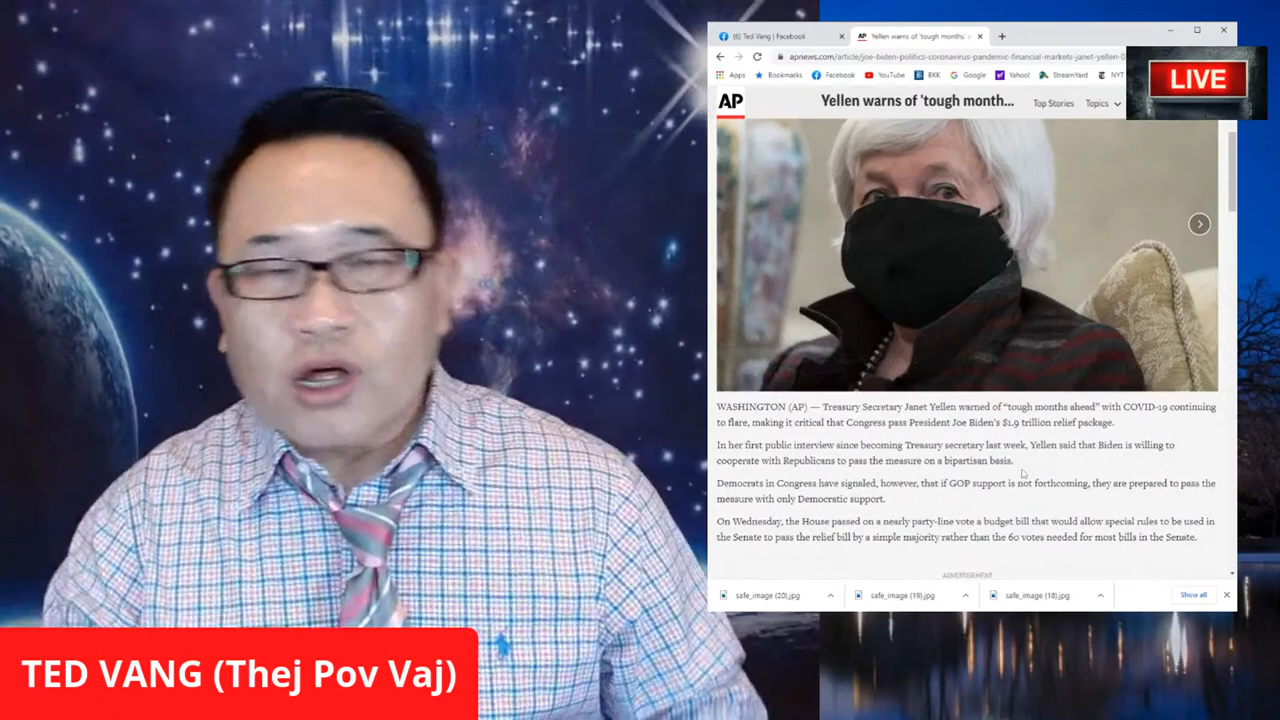 (6) Ted Vang | Facebook
Yellen warns of 'tough months'
apnews.com/article/joe-biden-politics-coronavirus-pandemic-financial-markets-janet-yellen-0
Apps Bookmarks Facebook YouTube BKK Google Yahoo! StreamYard NYT
LIVE
AP
Yellen warns of 'tough month...
Top Stories Topics
WASHINGTON (AP) — Treasury Secretary Janet Yellen warned of “tough months ahead” with COVID-19 continuing
to flare, making it critical that Congress pass President Joe Biden’s $1.9 trillion relief package.
In her first public interview since becoming Treasury secretary last week, Yellen said that Biden is willing to
cooperate with Republicans to pass the measure on a bipartisan basis.
Democrats in Congress have signaled, however, that if GOP support is not forthcoming, they are prepared to pass the
measure with only Democratic support.
On Wednesday, the House passed on a nearly party-line vote a budget bill that would allow special rules to be used in
the Senate to pass the relief bill by a simple majority rather than the 60 votes needed for most bills in the Senate.
ADVERTISEMENT
safe_image (20).jpg safe_image (19).jpg safe_image (18).jpg Show all
TED VANG (Thej Pov Vaj)